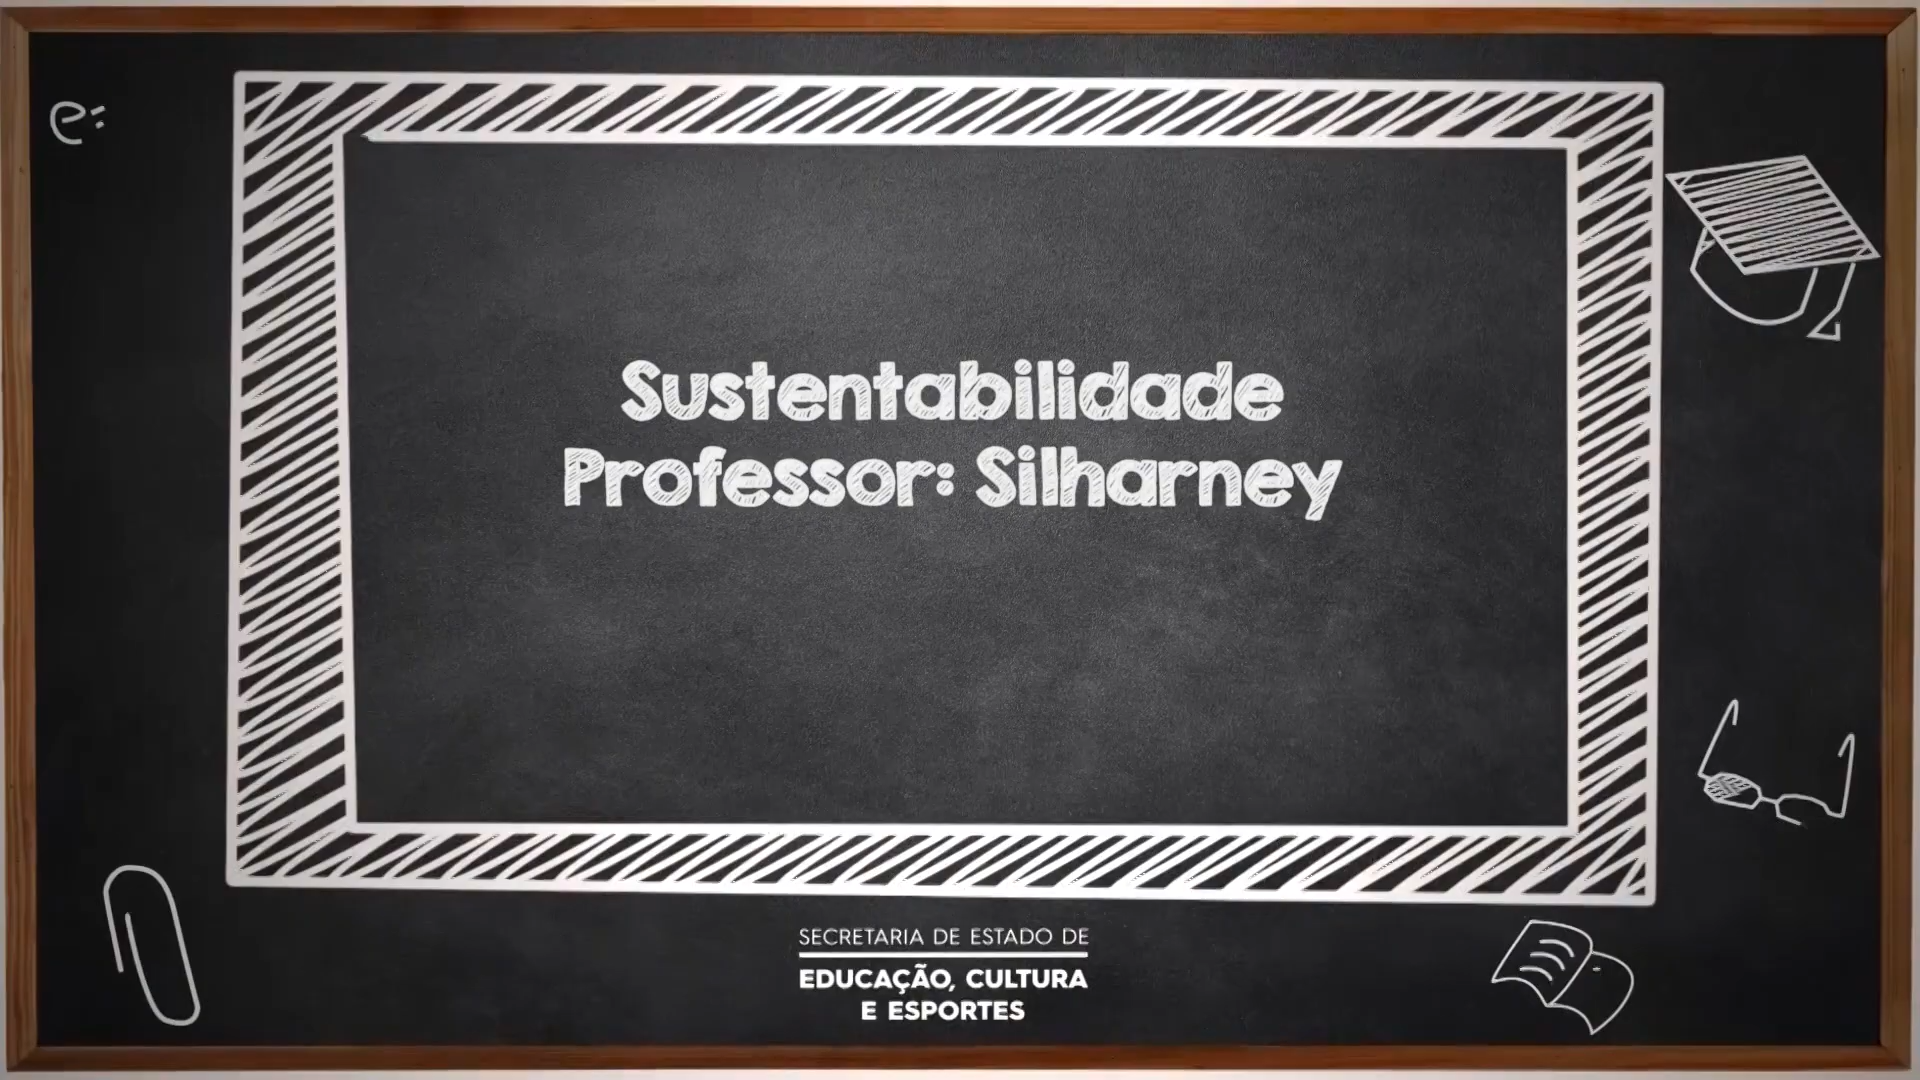 Sustentabilidade
Professor: Silharney
SECRETARIA DE ESTADO DE
EDUCAÇÃO, CULTURA
E ESPORTES